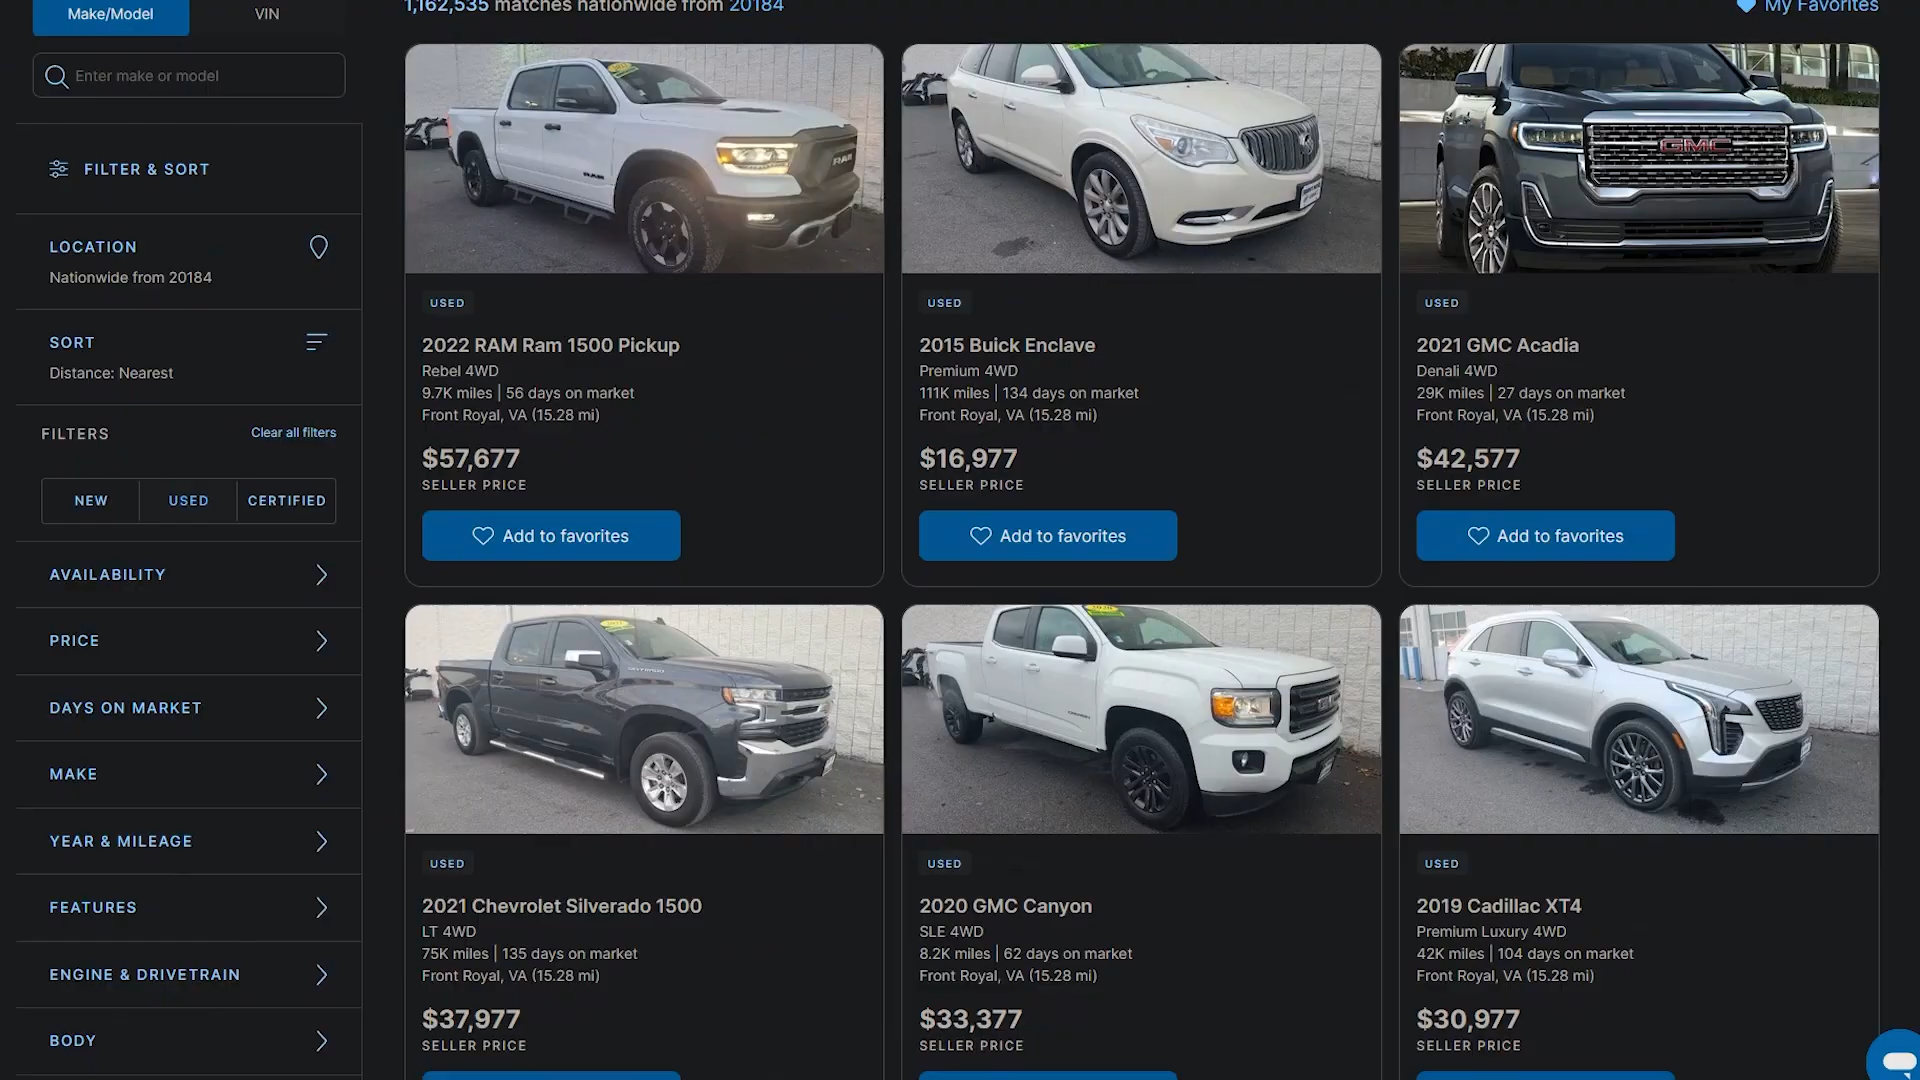 Make/Model
VIN
1,162,535 matches nationwide from 20184
My Favorites
Enter make or model
FILTER & SORT
LOCATION
Nationwide from 20184
SORT
Distance: Nearest
FILTERS
Clear all filters
NEW
USED
CERTIFIED
AVAILABILITY
PRICE
DAYS ON MARKET
MAKE
YEAR & MILEAGE
FEATURES
ENGINE & DRIVETRAIN
BODY
RAM
USED
2022 RAM Ram 1500 Pickup
Rebel 4WD
9.7K miles | 56 days on market
Front Royal, VA (15.28 mi)
$57,677
SELLER PRICE
Add to favorites
USED
2015 Buick Enclave
Premium 4WD
111K miles | 134 days on market
Front Royal, VA (15.28 mi)
$16,977
SELLER PRICE
Add to favorites
GMC
USED
2021 GMC Acadia
Denali 4WD
29K miles | 27 days on market
Front Royal, VA (15.28 mi)
$42,577
SELLER PRICE
Add to favorites
USED
2021 Chevrolet Silverado 1500
LT 4WD
75K miles | 135 days on market
Front Royal, VA (15.28 mi)
$37,977
SELLER PRICE
USED
2020 GMC Canyon
SLE 4WD
8.2K miles | 62 days on market
Front Royal, VA (15.28 mi)
$33,377
SELLER PRICE
USED
2019 Cadillac XT4
Premium Luxury 4WD
42K miles | 104 days on market
Front Royal, VA (15.28 mi)
$30,977
SELLER PRICE